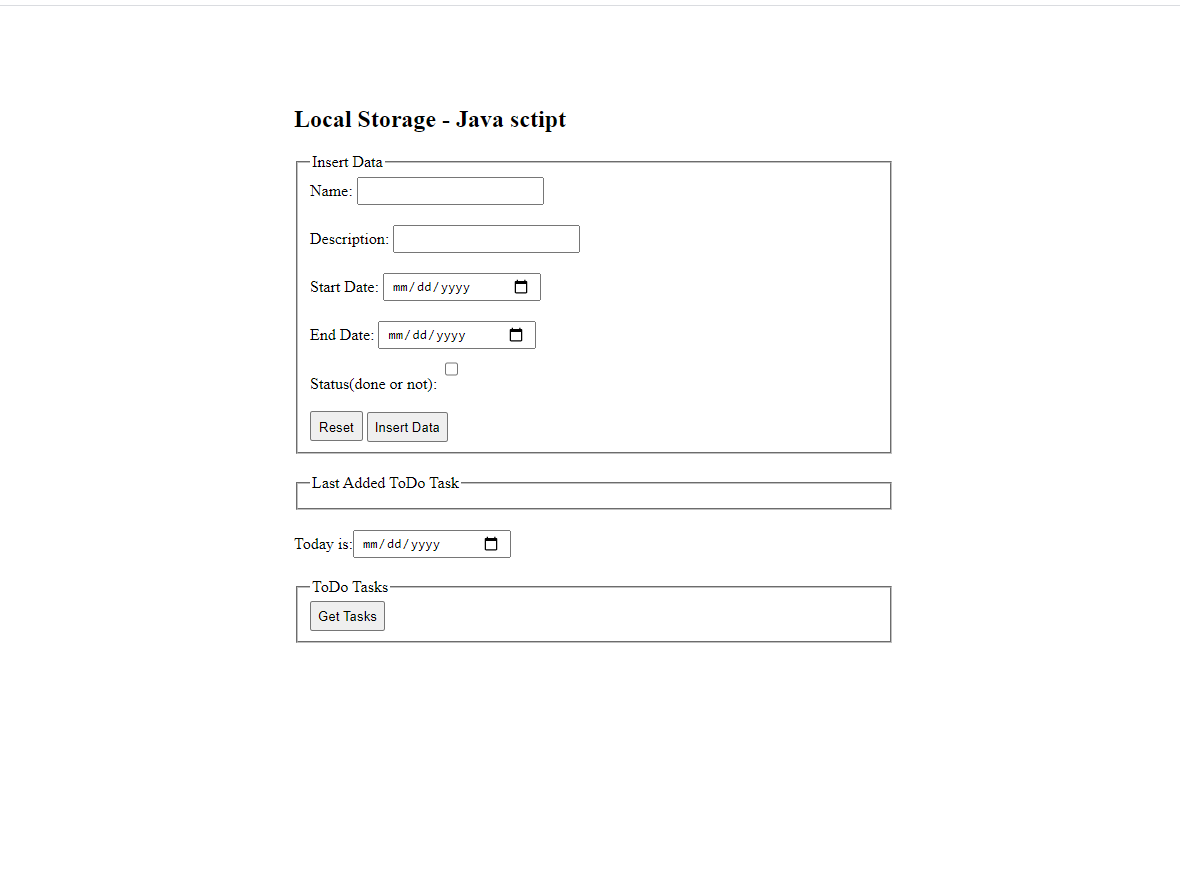 Local Storage - Java sctipt
Insert Data
Name:
Description:
Start Date: mm/dd/yyyy
End Date: mm/dd/yyyy
Status(done or not):
Reset Insert Data
Last Added ToDo Task
Today is: mm/dd/yyyy
ToDo Tasks
Get Tasks